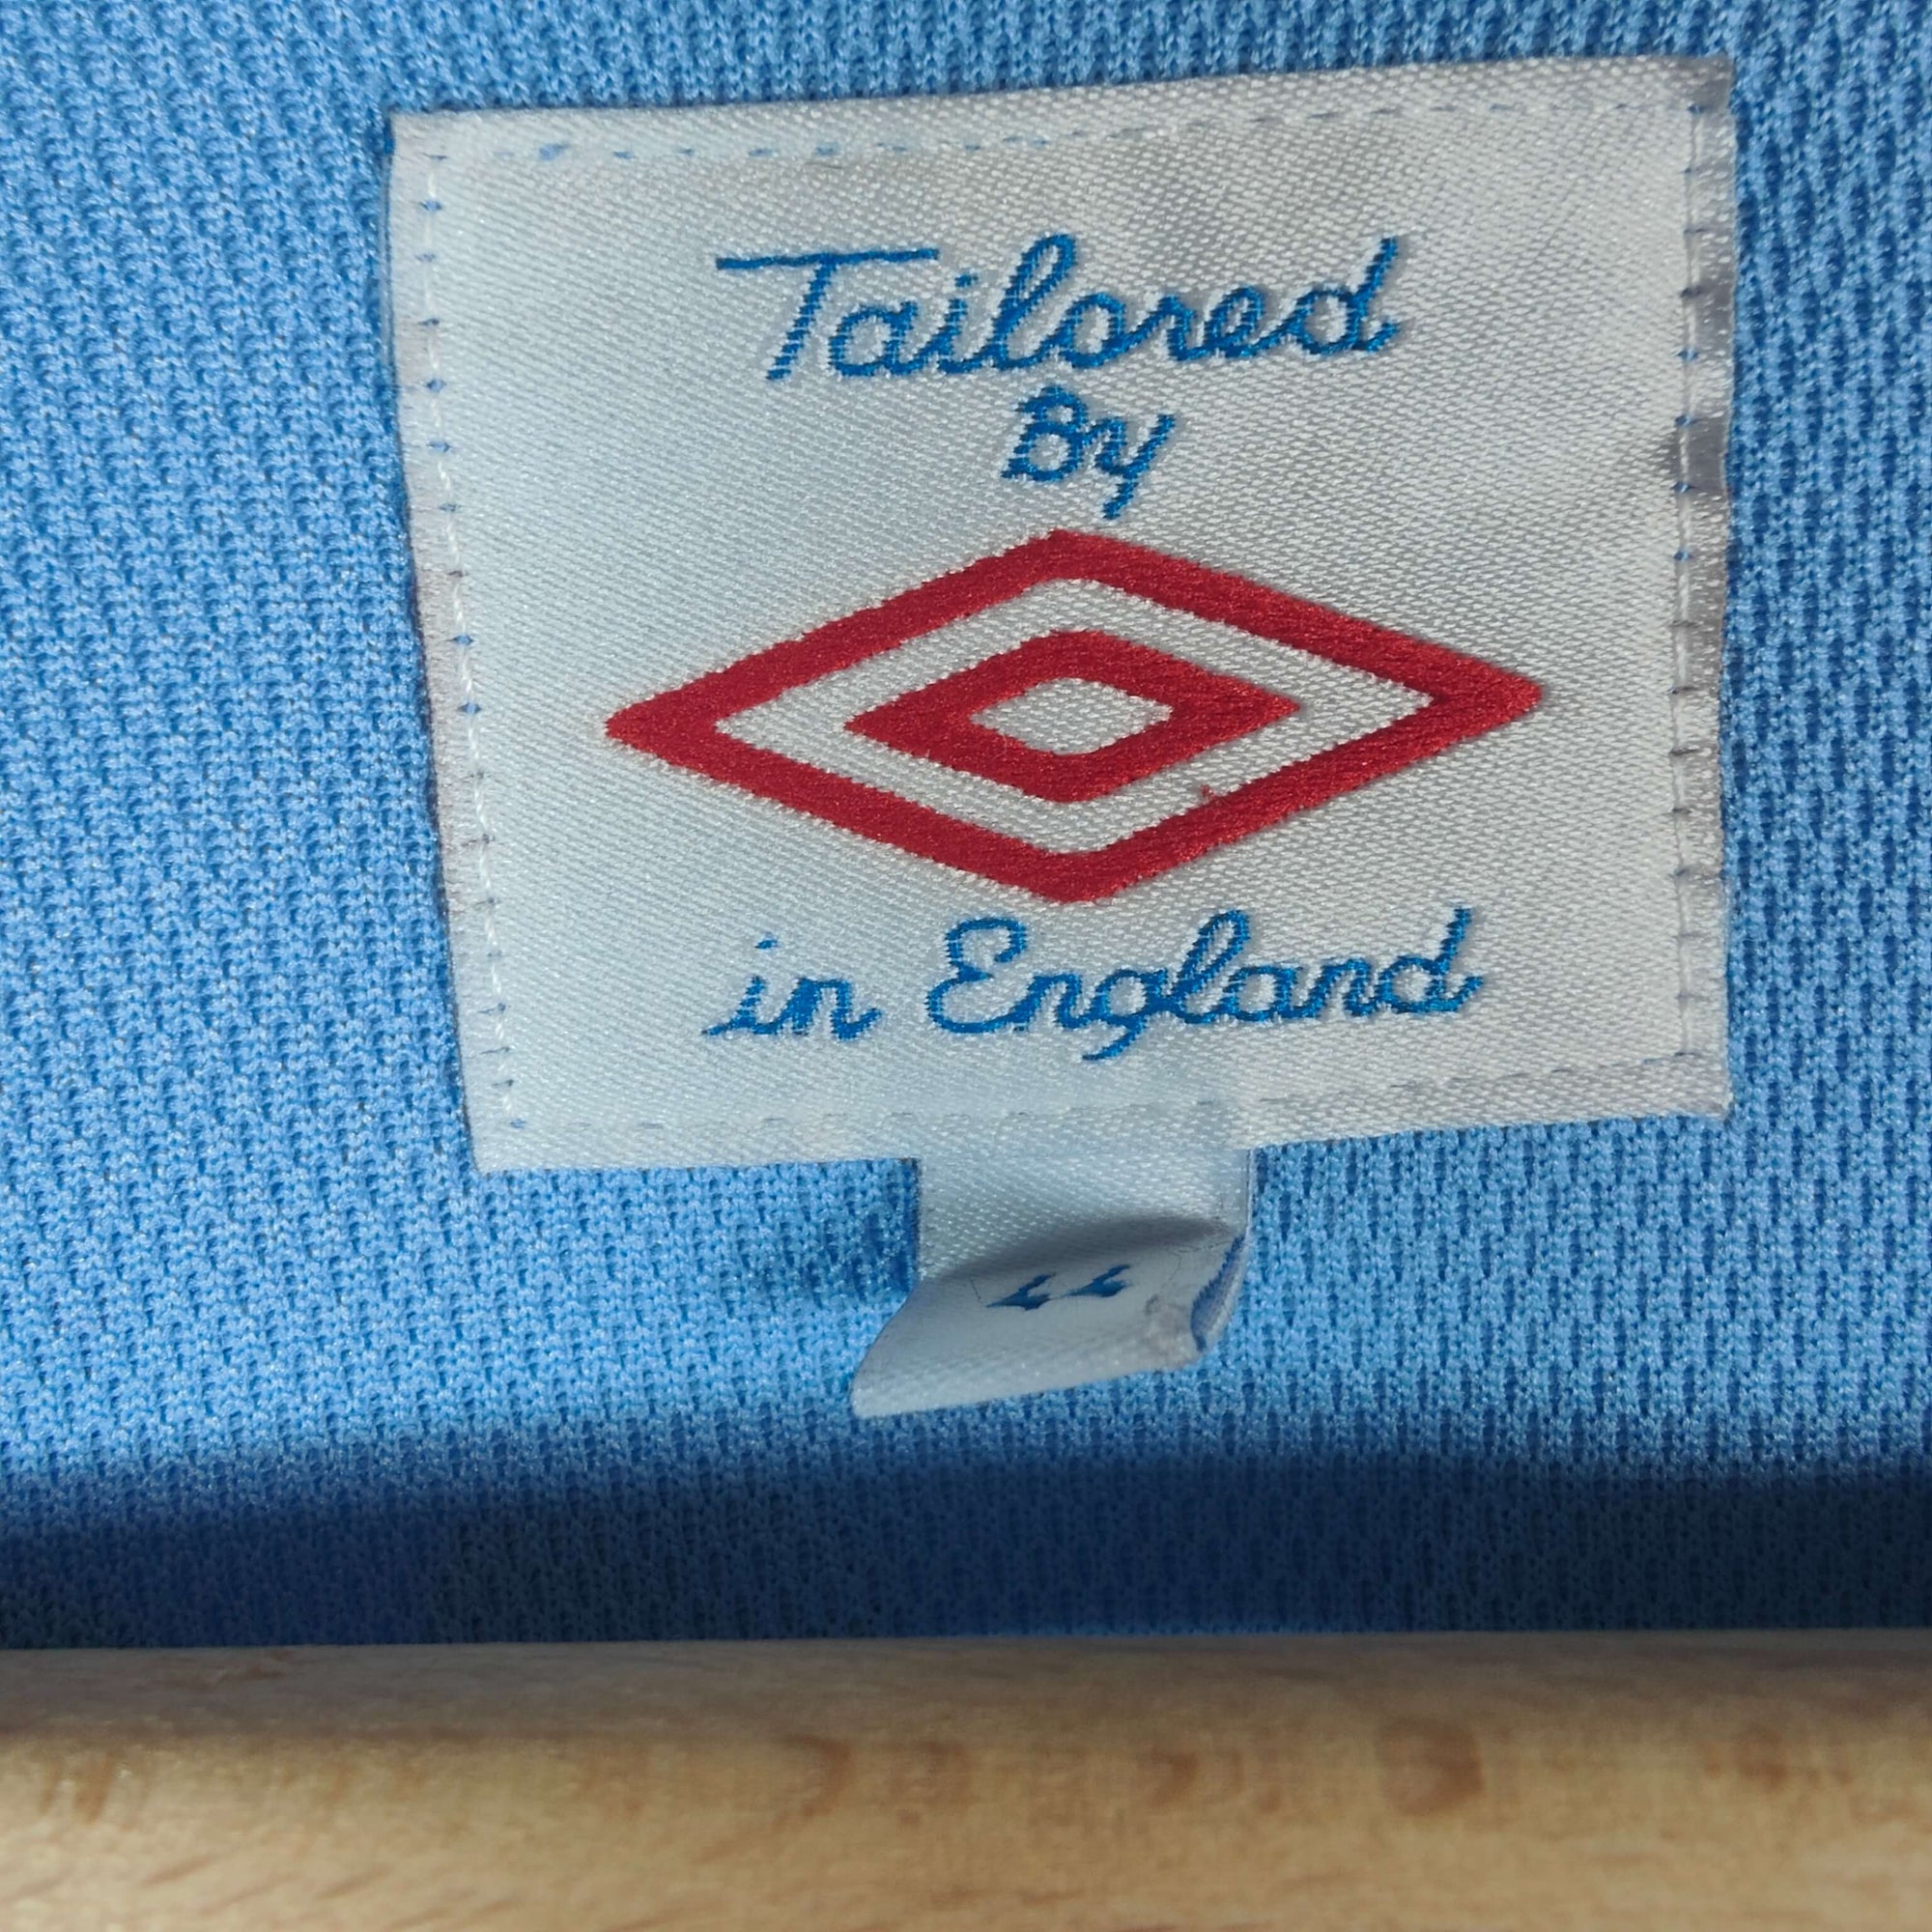 Tailored
By
in England
44